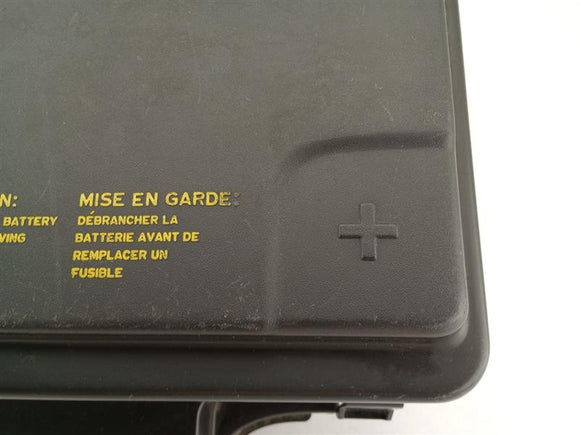 N:
BATTERY
VING
MISE EN GARDE:
DÉBRANCHER LA
BATTERIE AVANT DE
REMPLACER UN
FUSIBLE